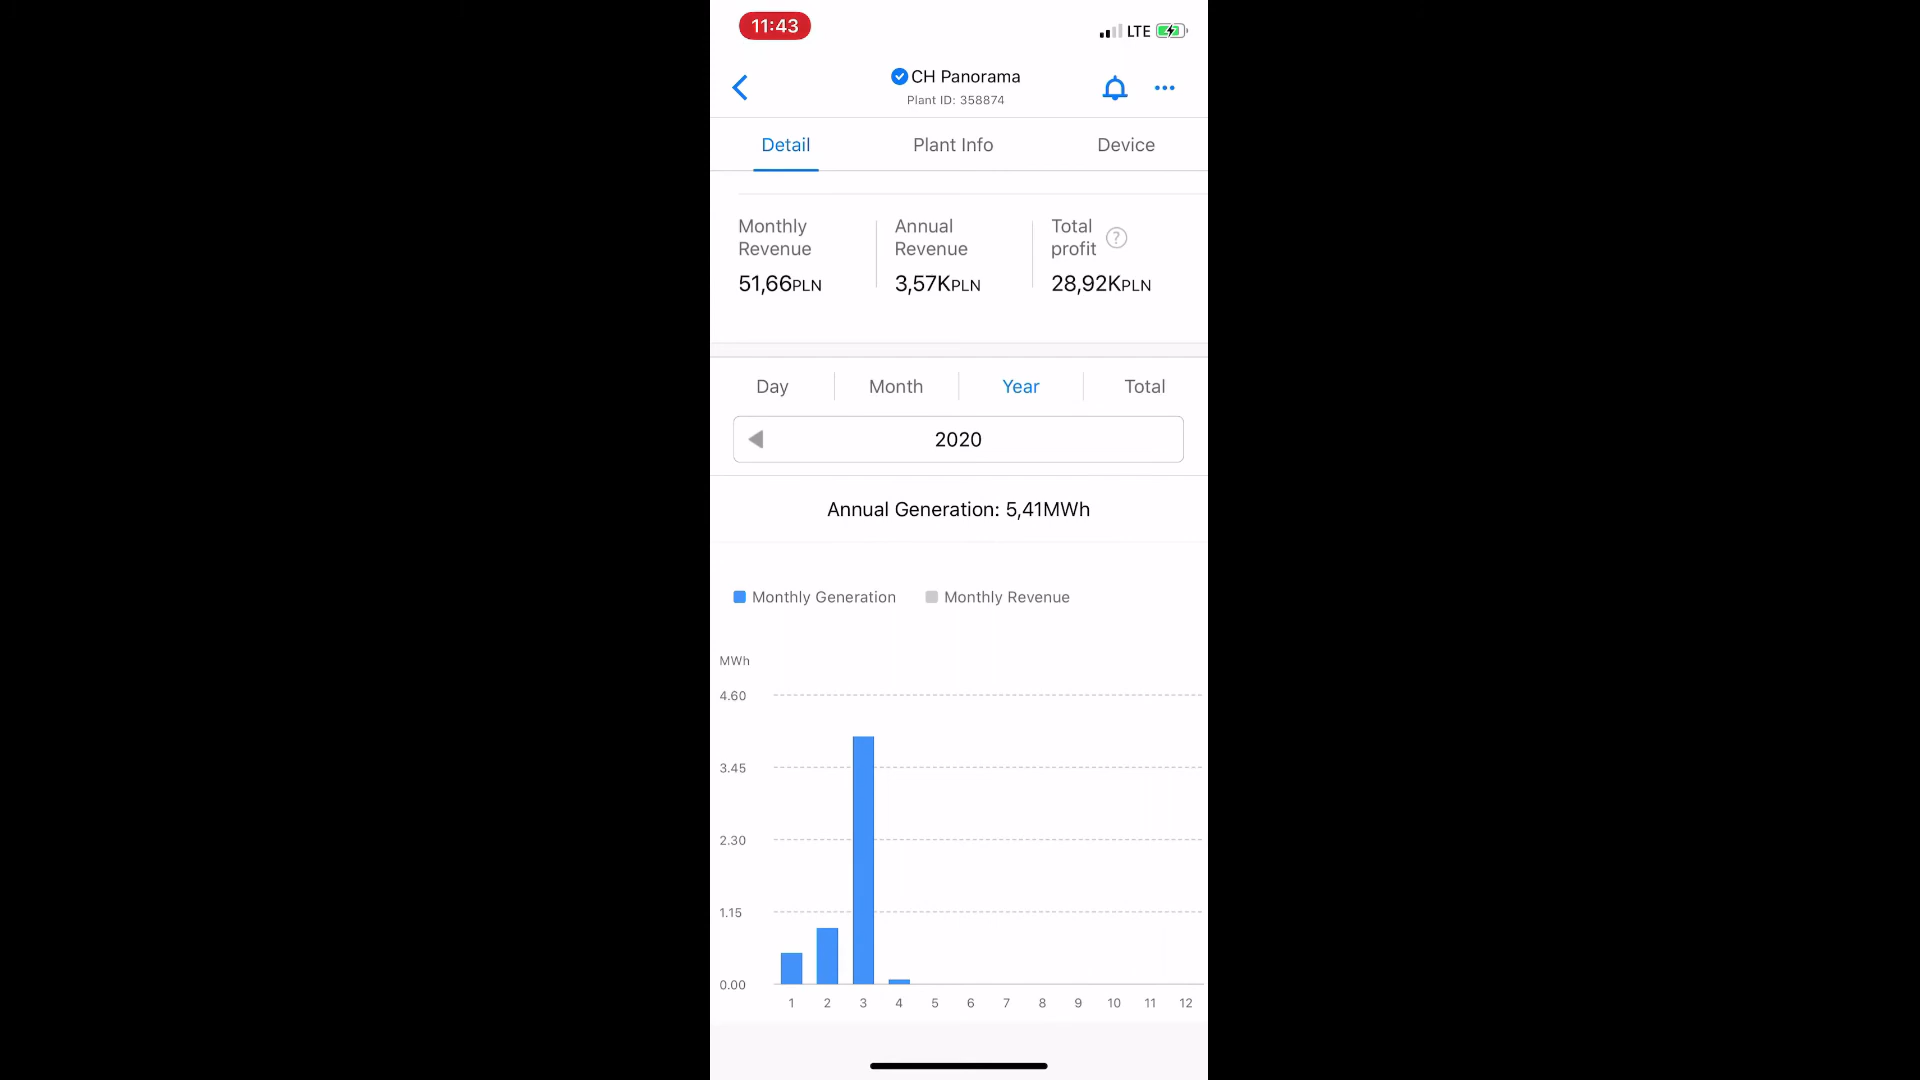 11:43
LTE
CH Panorama
Plant ID: 358874
Detail Plant Info Device
Monthly Revenue Annual Revenue Total profit ?
51,66PLN 3,57KPLN 28,92KPLN
Day Month Year Total
2020
Annual Generation: 5,41MWh
Monthly Generation Monthly Revenue
MWh
4.60
3.45
2.30
1.15
0.00
1 2 3 4 5 6 7 8 9 10 11 12